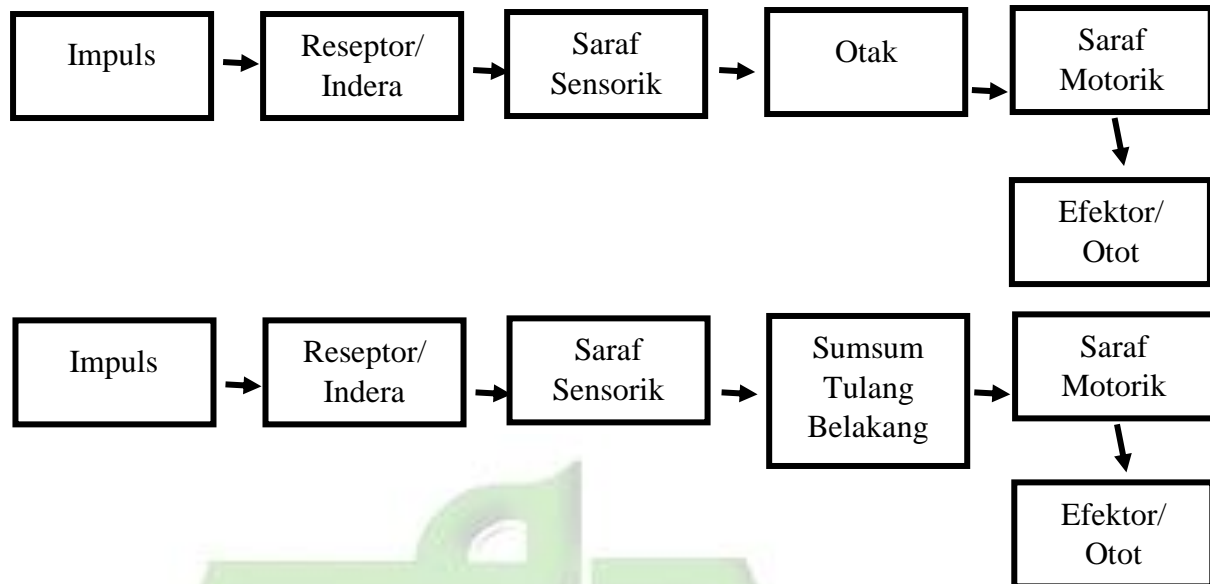 Impuls
Reseptor/
Indera
Saraf
Sensorik
Otak
Saraf
Motorik
Efektor/
Otot
Impuls
Reseptor/
Indera
Saraf
Sensorik
Sumsum
Tulang
Belakang
Saraf
Motorik
Efektor/
Otot